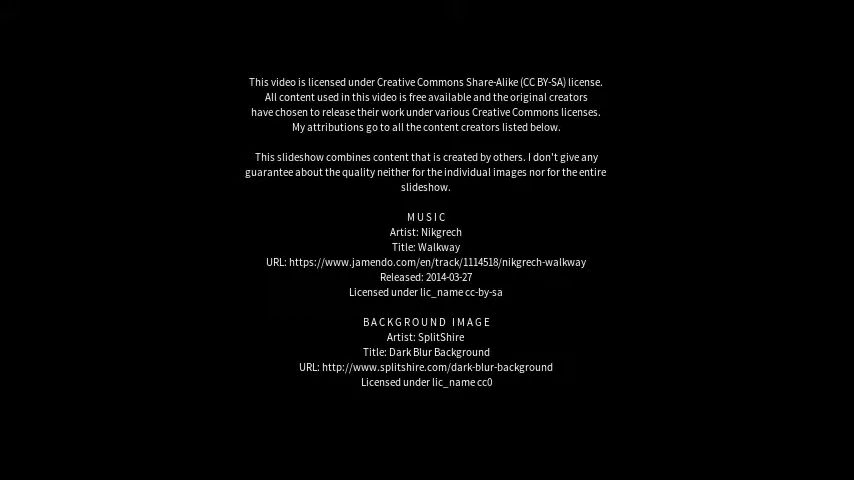 This video is licensed under Creative Commons Share-Alike (CC BY-SA) license.
All content used in this video is free available and the original creators
have chosen to release their work under various Creative Commons licenses.
My attributions go to all the content creators listed below.
This slideshow combines content that is created by others. I don't give any
guarantee about the quality neither for the individual images nor for the entire
slideshow.
MUSIC
Artist: Nikgrech
Title: Walkway
URL: https://www.jamendo.com/en/track/1114518/nikgrech-walkway
Released: 2014-03-27
Licensed under lic_name cc-by-sa
BACKGROUND IMAGE
Artist: SplitShire
Title: Dark Blur Background
URL: http://www.splitshire.com/dark-blur-background
Licensed under lic_name cc0